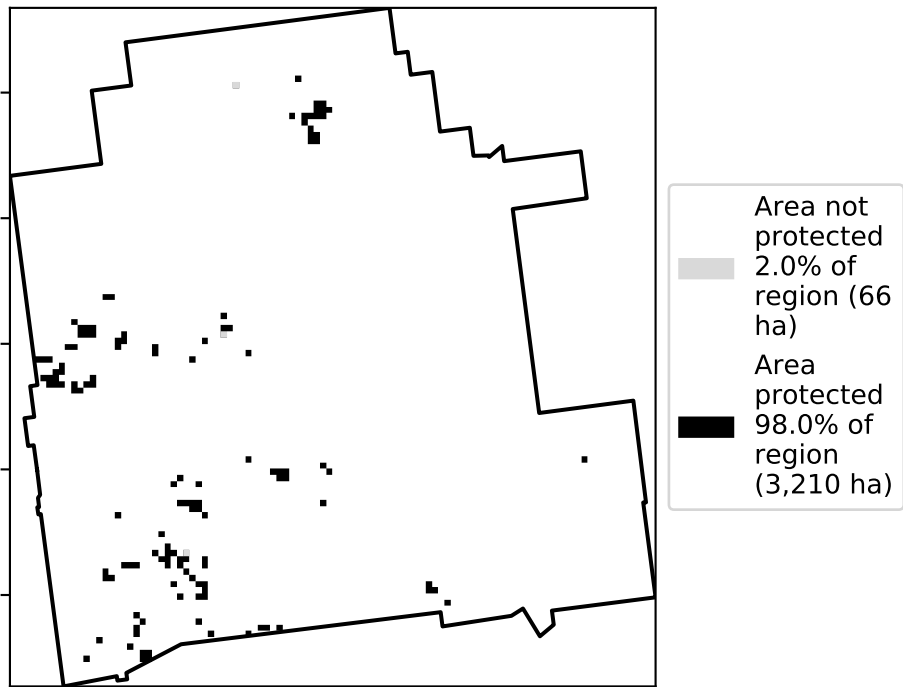 Area not
protected
2.0% of
region (66
ha)
Area
protected
98.0% of
region
(3,210 ha)